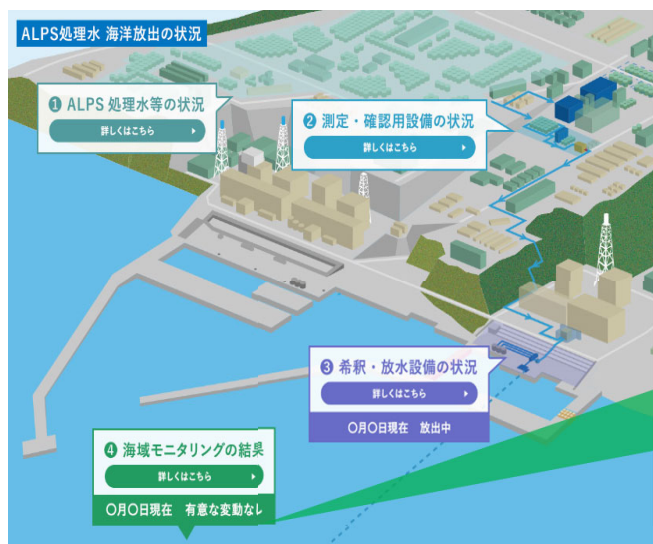 ALPS処理水 海洋放出の状況
❶ ALPS 処理水等の状況
詳しくはこちら
❷ 測定・確認用設備の状況
詳しくはこちら
❸ 希釈・放水設備の状況
詳しくはこちら
〇月〇日現在 放出中
❹ 海域モニタリングの結果
詳しくはこちら
〇月〇日現在 有意な変動なし